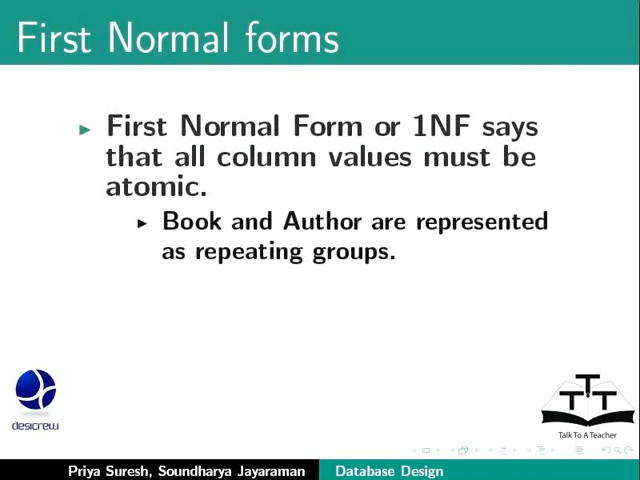 First Normal forms
First Normal Form or 1NF says
that all column values must be
atomic.
Book and Author are represented
as repeating groups.
desicrew
T T T
Talk To A Teacher
Priya Suresh, Soundharya Jayaraman Database Design